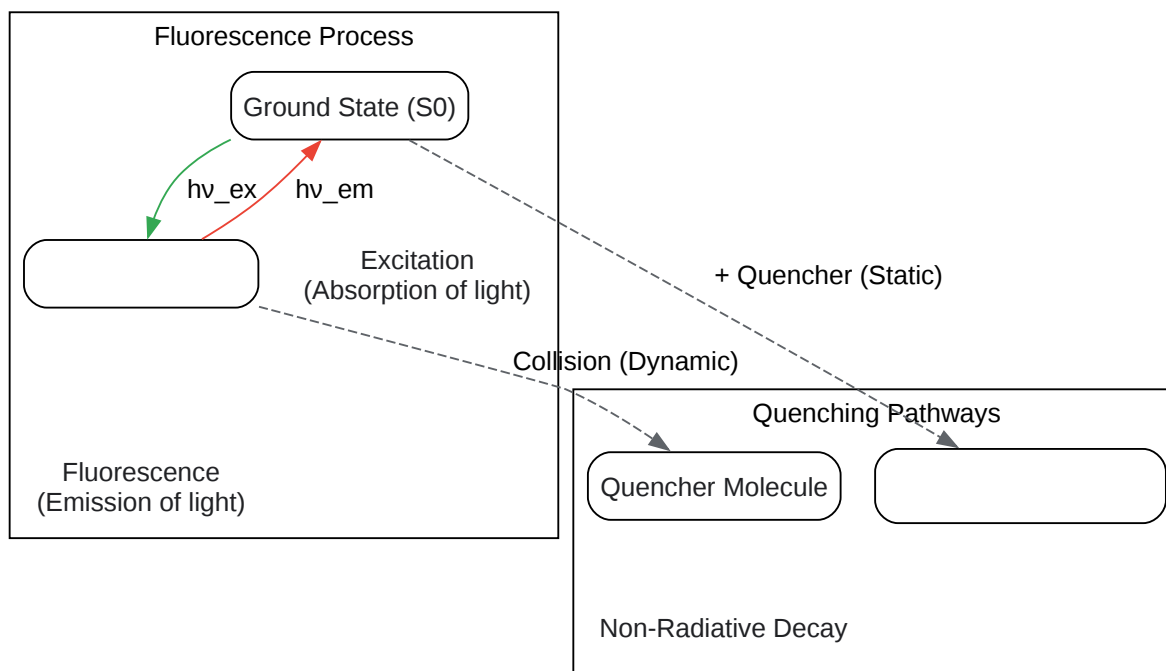 Fluorescence Process
Ground State (S0)
hν_ex
hν_em
Excitation
(Absorption of light)
+ Quencher (Static)
Collision (Dynamic)
Quenching Pathways
Fluorescence
(Emission of light)
Quencher Molecule
Non-Radiative Decay